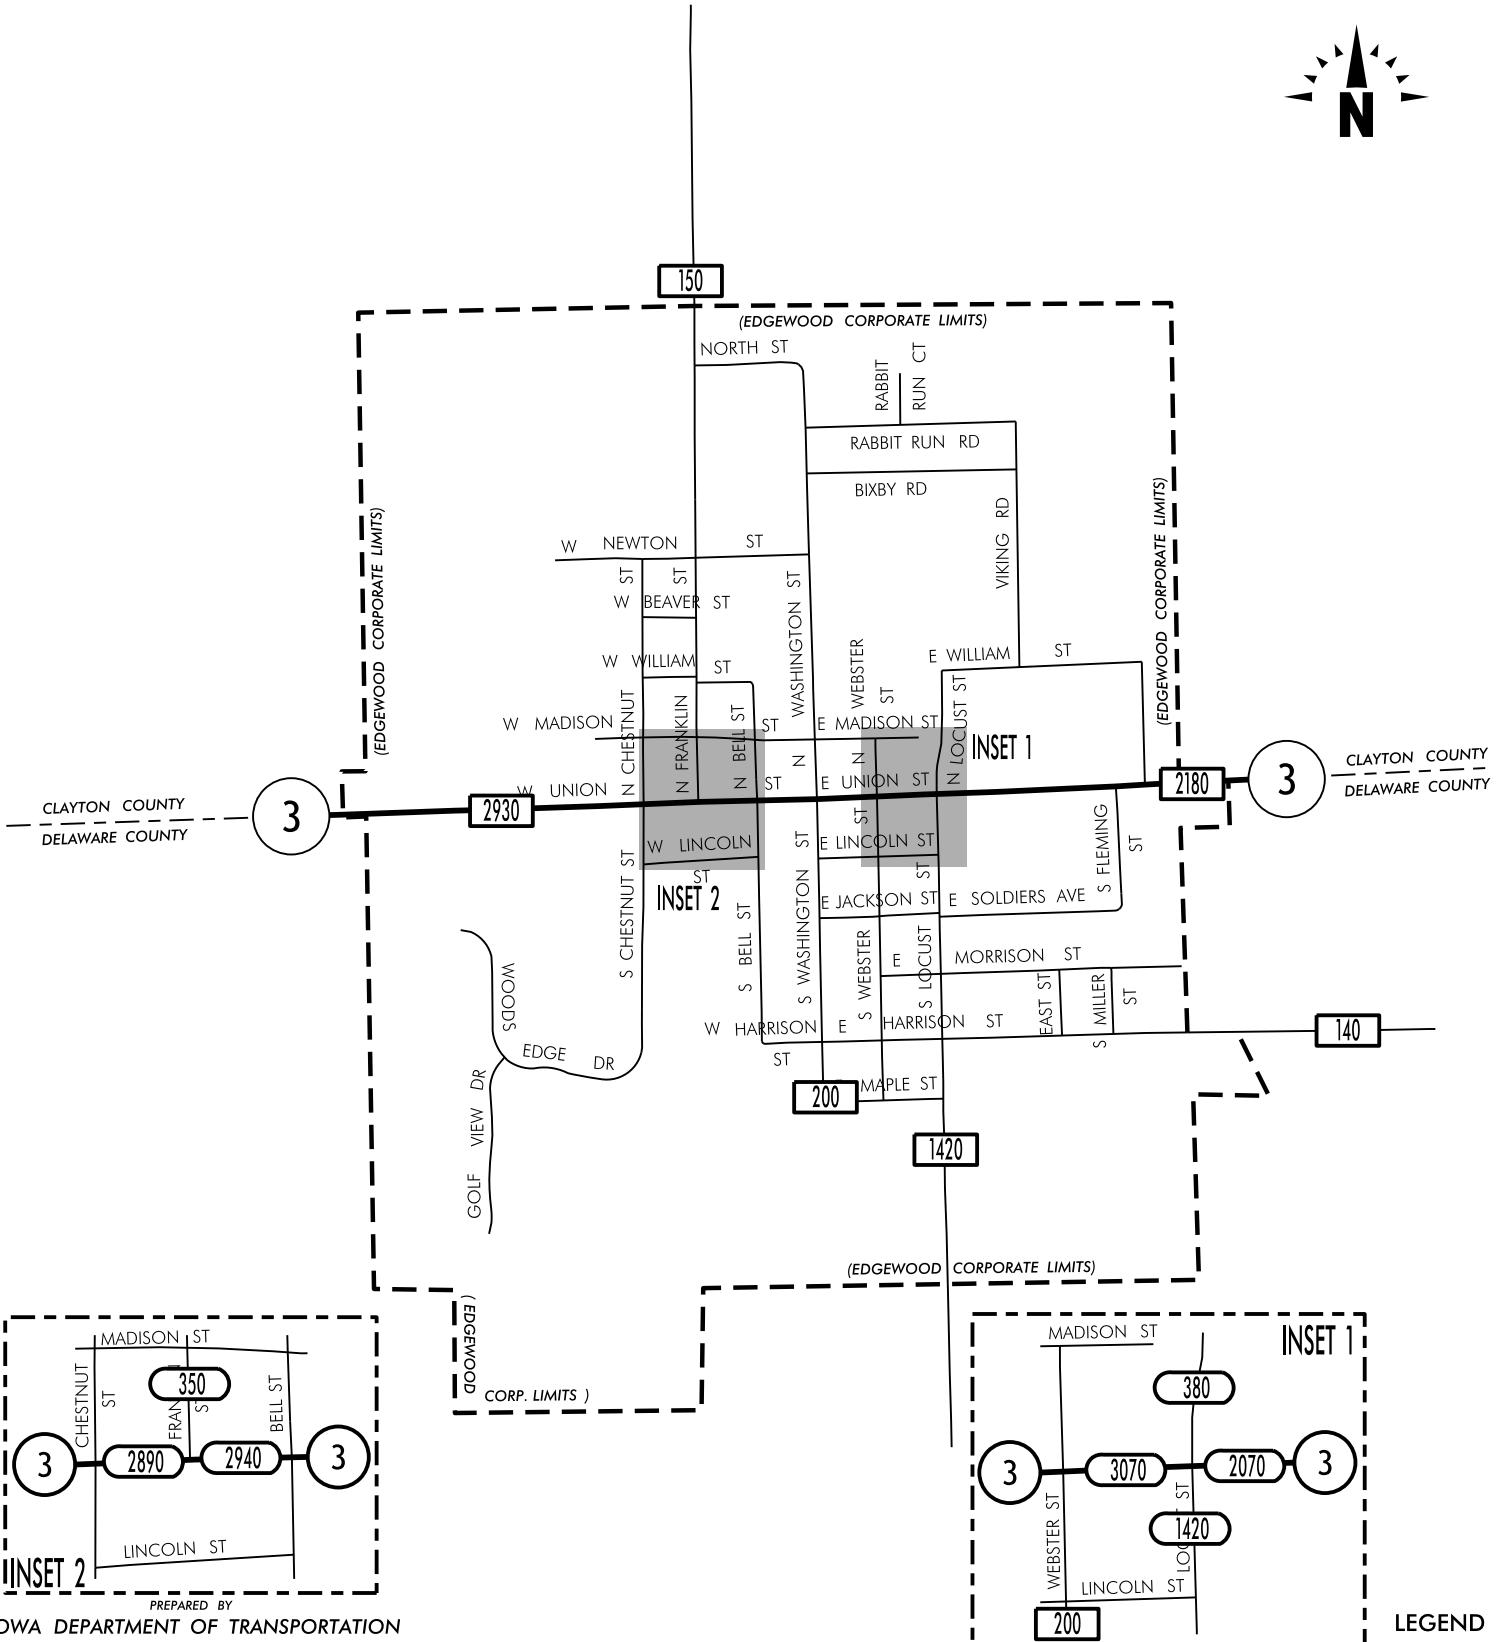 N
150
(EDGEWOOD CORPORATE LIMITS)
NORTH ST
RABBIT
RUN CT
RABBIT RUN RD
BIXBY RD
VIKING RD
(EDGEWOOD CORPORATE LIMITS)
(EDGEWOOD CORPORATE LIMITS)
W NEWTON ST
W BEAVER ST
W WILLIAM ST
E WILLIAM ST
N CHESTNUT ST
N FRANKLIN ST
N BELL ST
N WASHINGTON ST
N WEBSTER ST
N LOCUST ST
W MADISON ST
E MADISON ST
INSET 1
W UNION ST
E UNION ST
3
2930
2180
3
CLAYTON COUNTY
DELAWARE COUNTY
CLAYTON COUNTY
DELAWARE COUNTY
W LINCOLN ST
E LINCOLN ST
INSET 2
S CHESTNUT ST
S BELL ST
S WASHINGTON ST
S WEBSTER ST
S LOCUST ST
S FLEMING ST
E JACKSON ST
E SOLDIERS AVE
E MORRISON ST
EAST ST
S MILLER ST
W HARRISON ST
E HARRISON ST
140
WOODS EDGE DR
GOLF VIEW DR
200
MAPLE ST
1420
(EDGEWOOD CORPORATE LIMITS)
(EDGEWOOD
CORP. LIMITS )
MADISON ST
CHESTNUT ST
350
BELL ST
3
2890
2940
3
LINCOLN ST
INSET 2
PREPARED BY
OWA DEPARTMENT OF TRANSPORTATION
MADISON ST
INSET 1
380
3
3070
2070
3
WEBSTER ST
1420
ST
LINCOLN ST
200
LEGEND